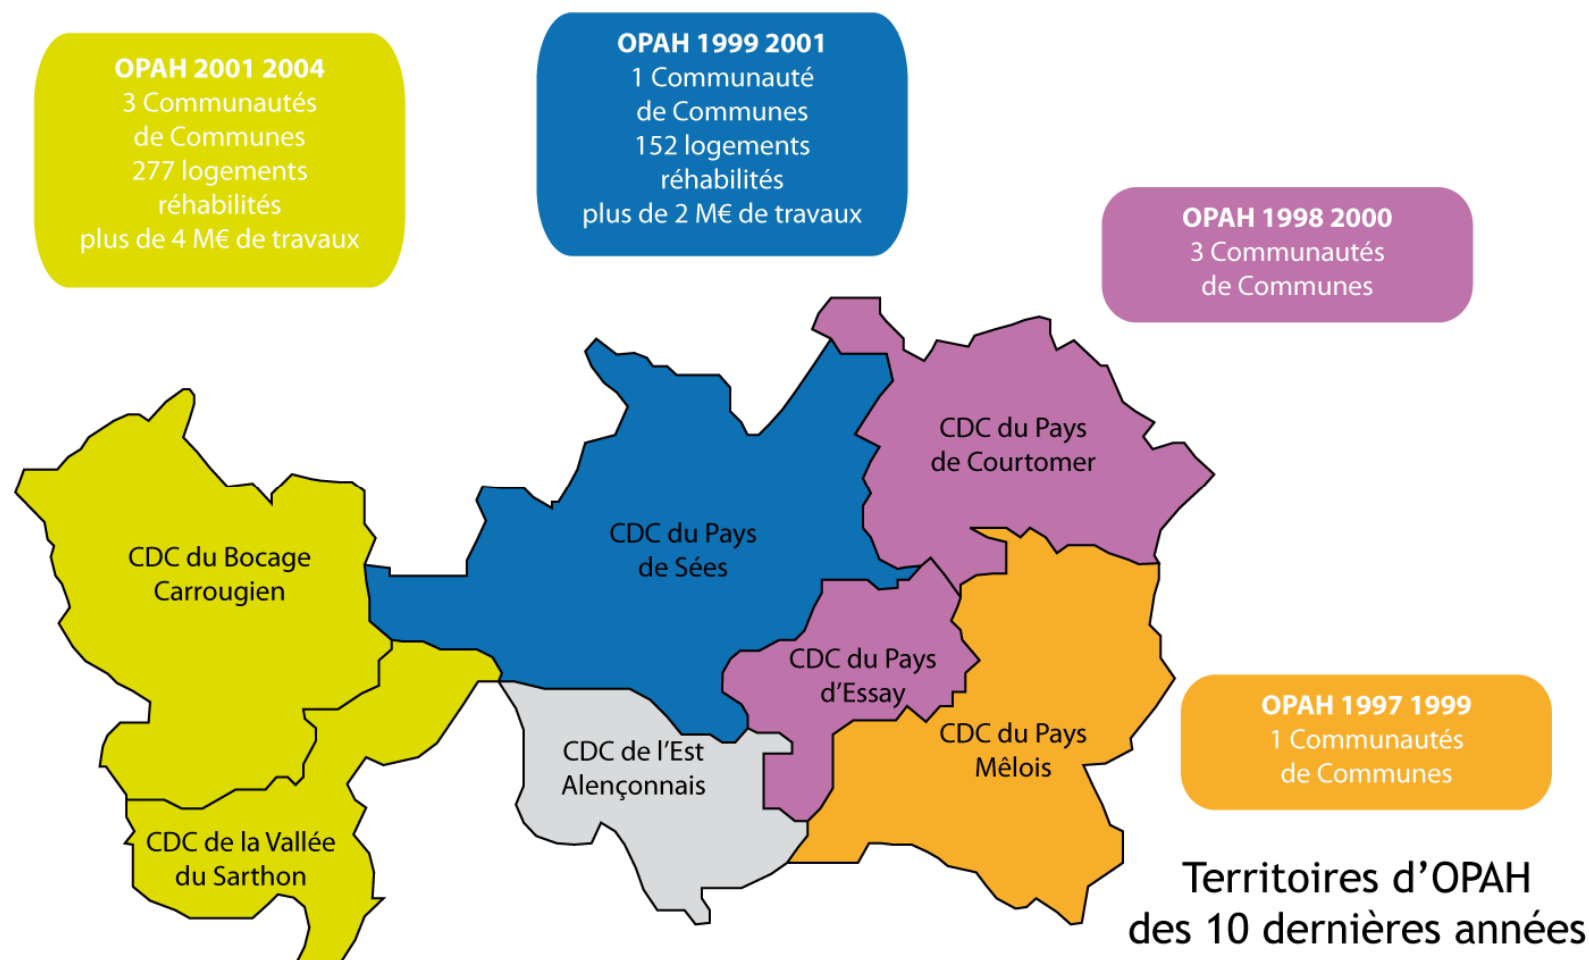 OPAH 2001 2004
3 Communautés
de Communes
277 logements
réhabilités
plus de 4 M€ de travaux
OPAH 1999 2001
1 Communauté
de Communes
152 logements
réhabilités
plus de 2 M€ de travaux
OPAH 1998 2000
3 Communautés
de Communes
CDC du Pays
de Courtomer
CDC du Pays
de Sées
CDC du Bocage
Carrougien
CDC du Pays
d'Essay
CDC du Pays
Mêlois
CDC de l'Est
Alençonnais
CDC de la Vallée
du Sarthon
OPAH 1997 1999
1 Communautés
de Communes
Territoires d'OPAH
des 10 dernières années